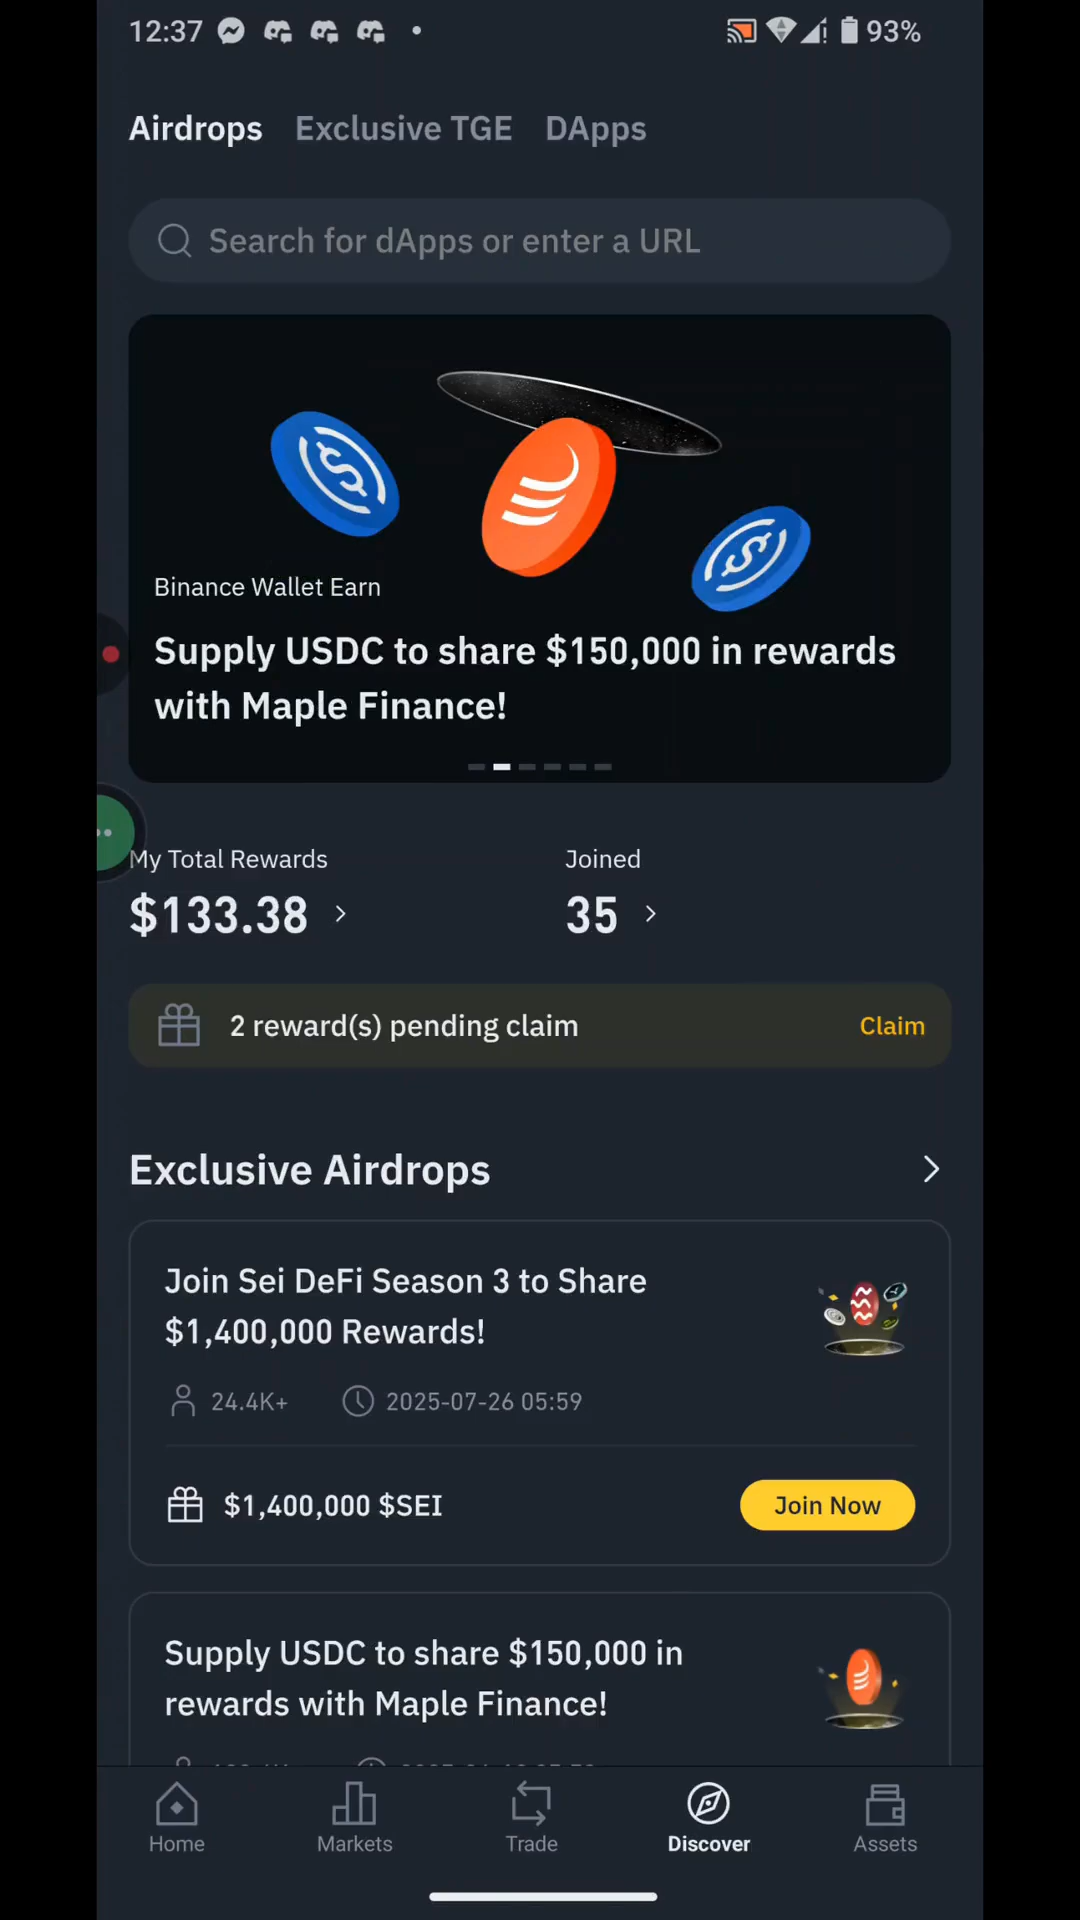 12:37
93%
Airdrops Exclusive TGE DApps
Search for dApps or enter a URL
Binance Wallet Earn
Supply USDC to share $150,000 in rewards
with Maple Finance!
My Total Rewards Joined
$133.38 35
2 reward(s) pending claim Claim
Exclusive Airdrops
Join Sei DeFi Season 3 to Share
$1,400,000 Rewards!
24.4K+ 2025-07-26 05:59
$1,400,000 $SEI Join Now
Supply USDC to share $150,000 in
rewards with Maple Finance!
Home Markets Trade Discover Assets